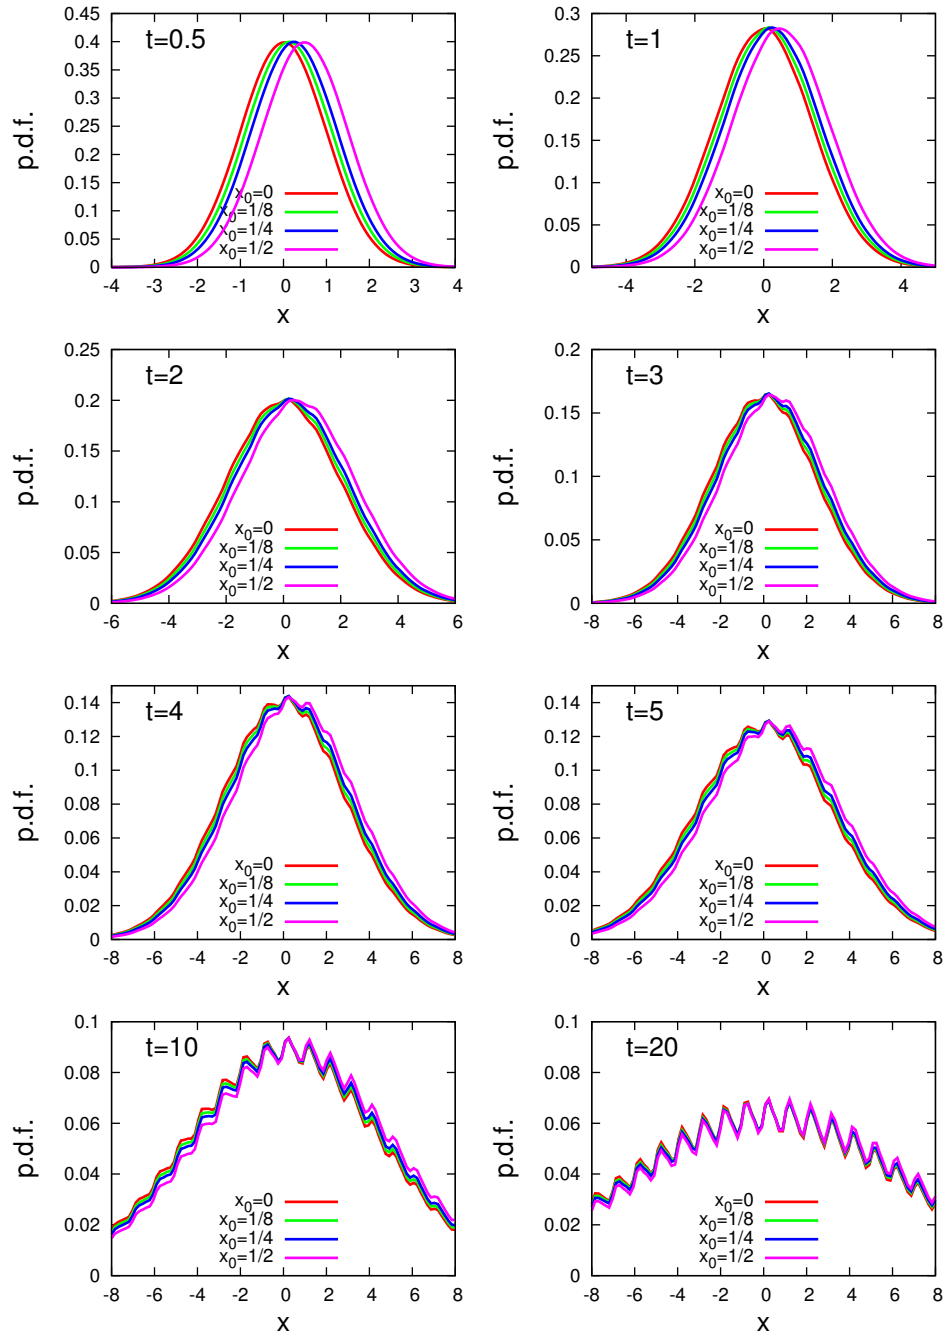 t=0.5
0.45
0.4
0.35
0.3
0.25
0.2
0.15
0.1
0.05
0
p.d.f.
x₀=0
x₀=1/8
x₀=1/4
x₀=1/2
-4 -3 -2 -1 0 1 2 3 4
x
t=1
0.3
0.25
0.2
0.15
0.1
0.05
0
p.d.f.
x₀=0
x₀=1/8
x₀=1/4
x₀=1/2
-4 -2 0 2 4
x
t=2
0.25
0.2
0.15
0.1
0.05
0
p.d.f.
x₀=0
x₀=1/8
x₀=1/4
x₀=1/2
-6 -4 -2 0 2 4 6
x
t=3
0.2
0.15
0.1
0.05
0
p.d.f.
x₀=0
x₀=1/8
x₀=1/4
x₀=1/2
-8 -6 -4 -2 0 2 4 6 8
x
t=4
0.14
0.12
0.1
0.08
0.06
0.04
0.02
0
p.d.f.
x₀=0
x₀=1/8
x₀=1/4
x₀=1/2
-8 -6 -4 -2 0 2 4 6 8
x
t=5
0.14
0.12
0.1
0.08
0.06
0.04
0.02
0
p.d.f.
x₀=0
x₀=1/8
x₀=1/4
x₀=1/2
-8 -6 -4 -2 0 2 4 6 8
x
t=10
0.1
0.08
0.06
0.04
0.02
0
p.d.f.
x₀=0
x₀=1/8
x₀=1/4
x₀=1/2
-8 -6 -4 -2 0 2 4 6 8
x
t=20
0.1
0.08
0.06
0.04
0.02
0
p.d.f.
x₀=0
x₀=1/8
x₀=1/4
x₀=1/2
-8 -6 -4 -2 0 2 4 6 8
x